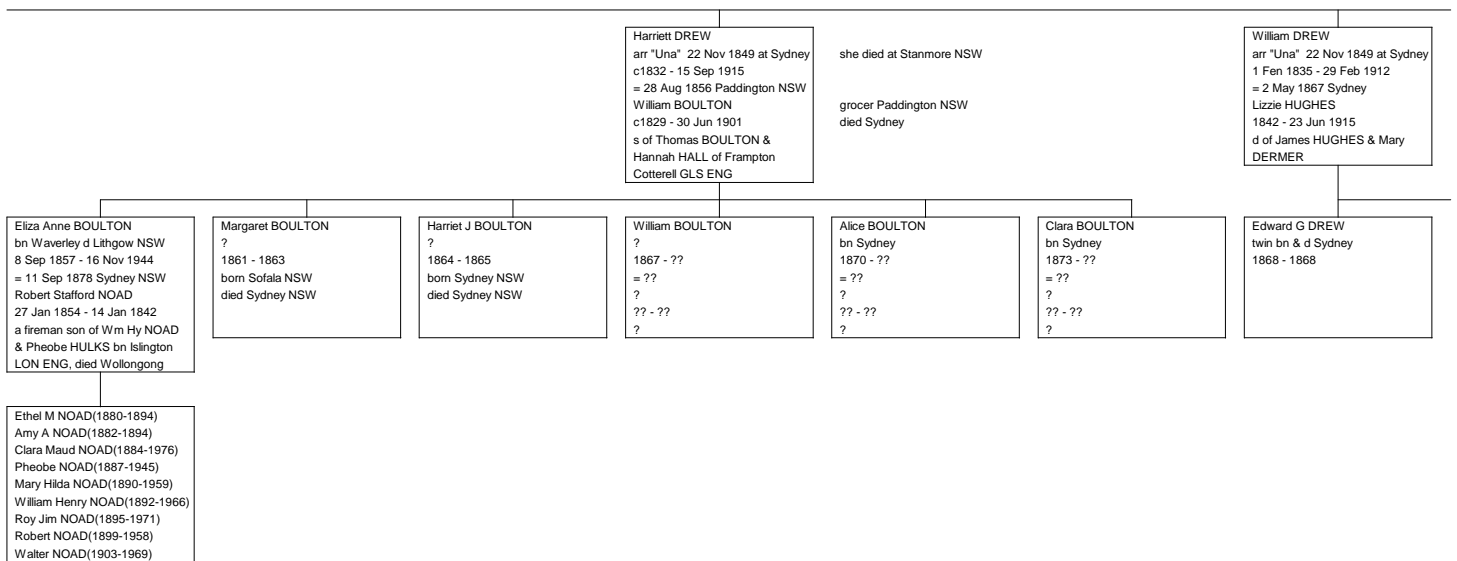 Harriett DREW
arr "Una"  22 Nov 1849 at Sydney
she died at Stanmore NSW
c1832 - 15 Sep 1915
= 28 Aug 1856 Paddington NSW
William BOULTON
grocer Paddington NSW
c1829 - 30 Jun 1901
died Sydney
s of Thomas BOULTON &
Hannah HALL of Frampton
Cotterell GLS ENG
William DREW
arr "Una"  22 Nov 1849 at Sydney
1 Fen 1835 - 29 Feb 1912
= 2 May 1867 Sydney
Lizzie HUGHES
1842 - 23 Jun 1915
d of James HUGHES & Mary
DERMER
Eliza Anne BOULTON
bn Waverley d Lithgow NSW
8 Sep 1857 - 16 Nov 1944
= 11 Sep 1878 Sydney NSW
Robert Stafford NOAD
27 Jan 1854 - 14 Jan 1842
a fireman son of Wm Hy NOAD
& Pheobe HULKS bn Islington
LON ENG, died Wollongong
Margaret BOULTON
?
1861 - 1863
born Sofala NSW
died Sydney NSW
Harriet J BOULTON
?
1864 - 1865
born Sydney NSW
died Sydney NSW
William BOULTON
?
1867 - ??
= ??
?
?? - ??
?
Alice BOULTON
bn Sydney
1870 - ??
= ??
?
?? - ??
?
Clara BOULTON
bn Sydney
1873 - ??
= ??
?
?? - ??
?
Edward G DREW
twin bn & d Sydney
1868 - 1868
Ethel M NOAD(1880-1894)
Amy A NOAD(1882-1894)
Clara Maud NOAD(1884-1976)
Pheobe NOAD(1887-1945)
Mary Hilda NOAD(1890-1959)
William Henry NOAD(1892-1966)
Roy Jim NOAD(1895-1971)
Robert NOAD(1899-1958)
Walter NOAD(1903-1969)